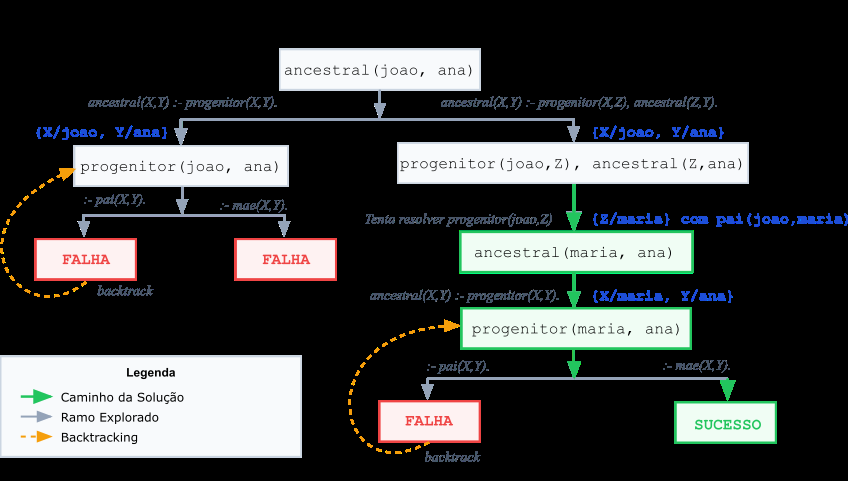 ancestral(joao, ana)
ancestral(X,Y) :- progenitor(X,Y).
ancestral(X,Y) :- progenitor(X,Z), ancestral(Z,Y).
{X/joao, Y/ana}
{X/joao, Y/ana}
progenitor(joao, ana)
progenitor(joao,Z), ancestral(Z,ana)
:- pai(X,Y).
:- mae(X,Y).
Tenta resolver progenitor(joao,Z)
{Z/maria} com pai(joao,maria)
FALHA
FALHA
ancestral(maria, ana)
backtrack
ancestral(X,Y) :- progenitor(X,Y).
{X/maria, Y/ana}
progenitor(maria, ana)
:- pai(X,Y).
:- mae(X,Y).
Legenda
Caminho da Solução
Ramo Explorado
Backtracking
FALHA
SUCESSO
backtrack